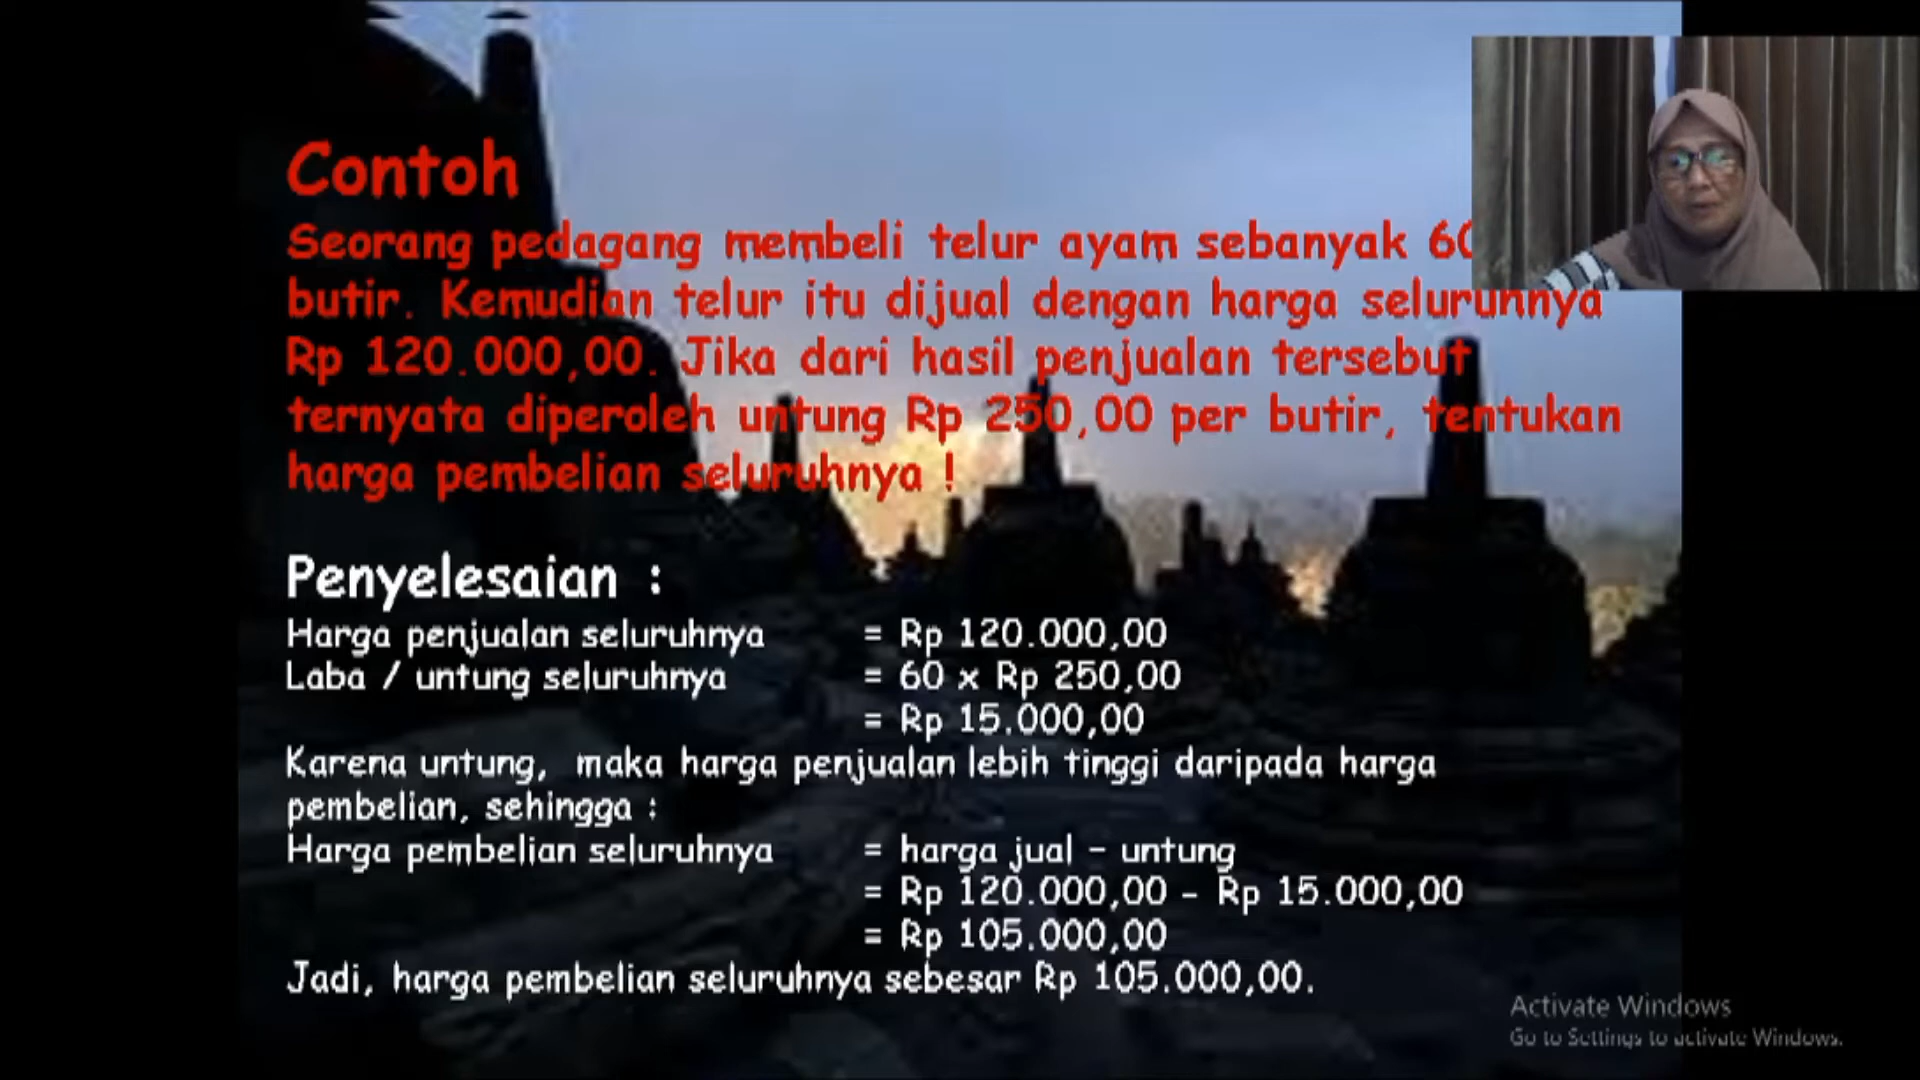 Contoh
Seorang pedagang membeli telur ayam sebanyak 60
butir. Kemudian telur itu dijual dengan harga seluruhnya
Rp 120.000,00. Jika dari hasil penjualan tersebut
ternyata diperoleh untung Rp 250,00 per butir, tentukan
harga pembelian seluruhnya !
Penyelesaian :
Harga penjualan seluruhnya = Rp 120.000,00
Laba / untung seluruhnya = 60 x Rp 250,00
= Rp 15.000,00
Karena untung, maka harga penjualan lebih tinggi daripada harga
pembelian, sehingga :
Harga pembelian seluruhnya = harga jual - untung
= Rp 120.000,00 - Rp 15.000,00
= Rp 105.000,00
Jadi, harga pembelian seluruhnya sebesar Rp 105.000,00.
Activate Windows
Go to Settings to activate Windows.